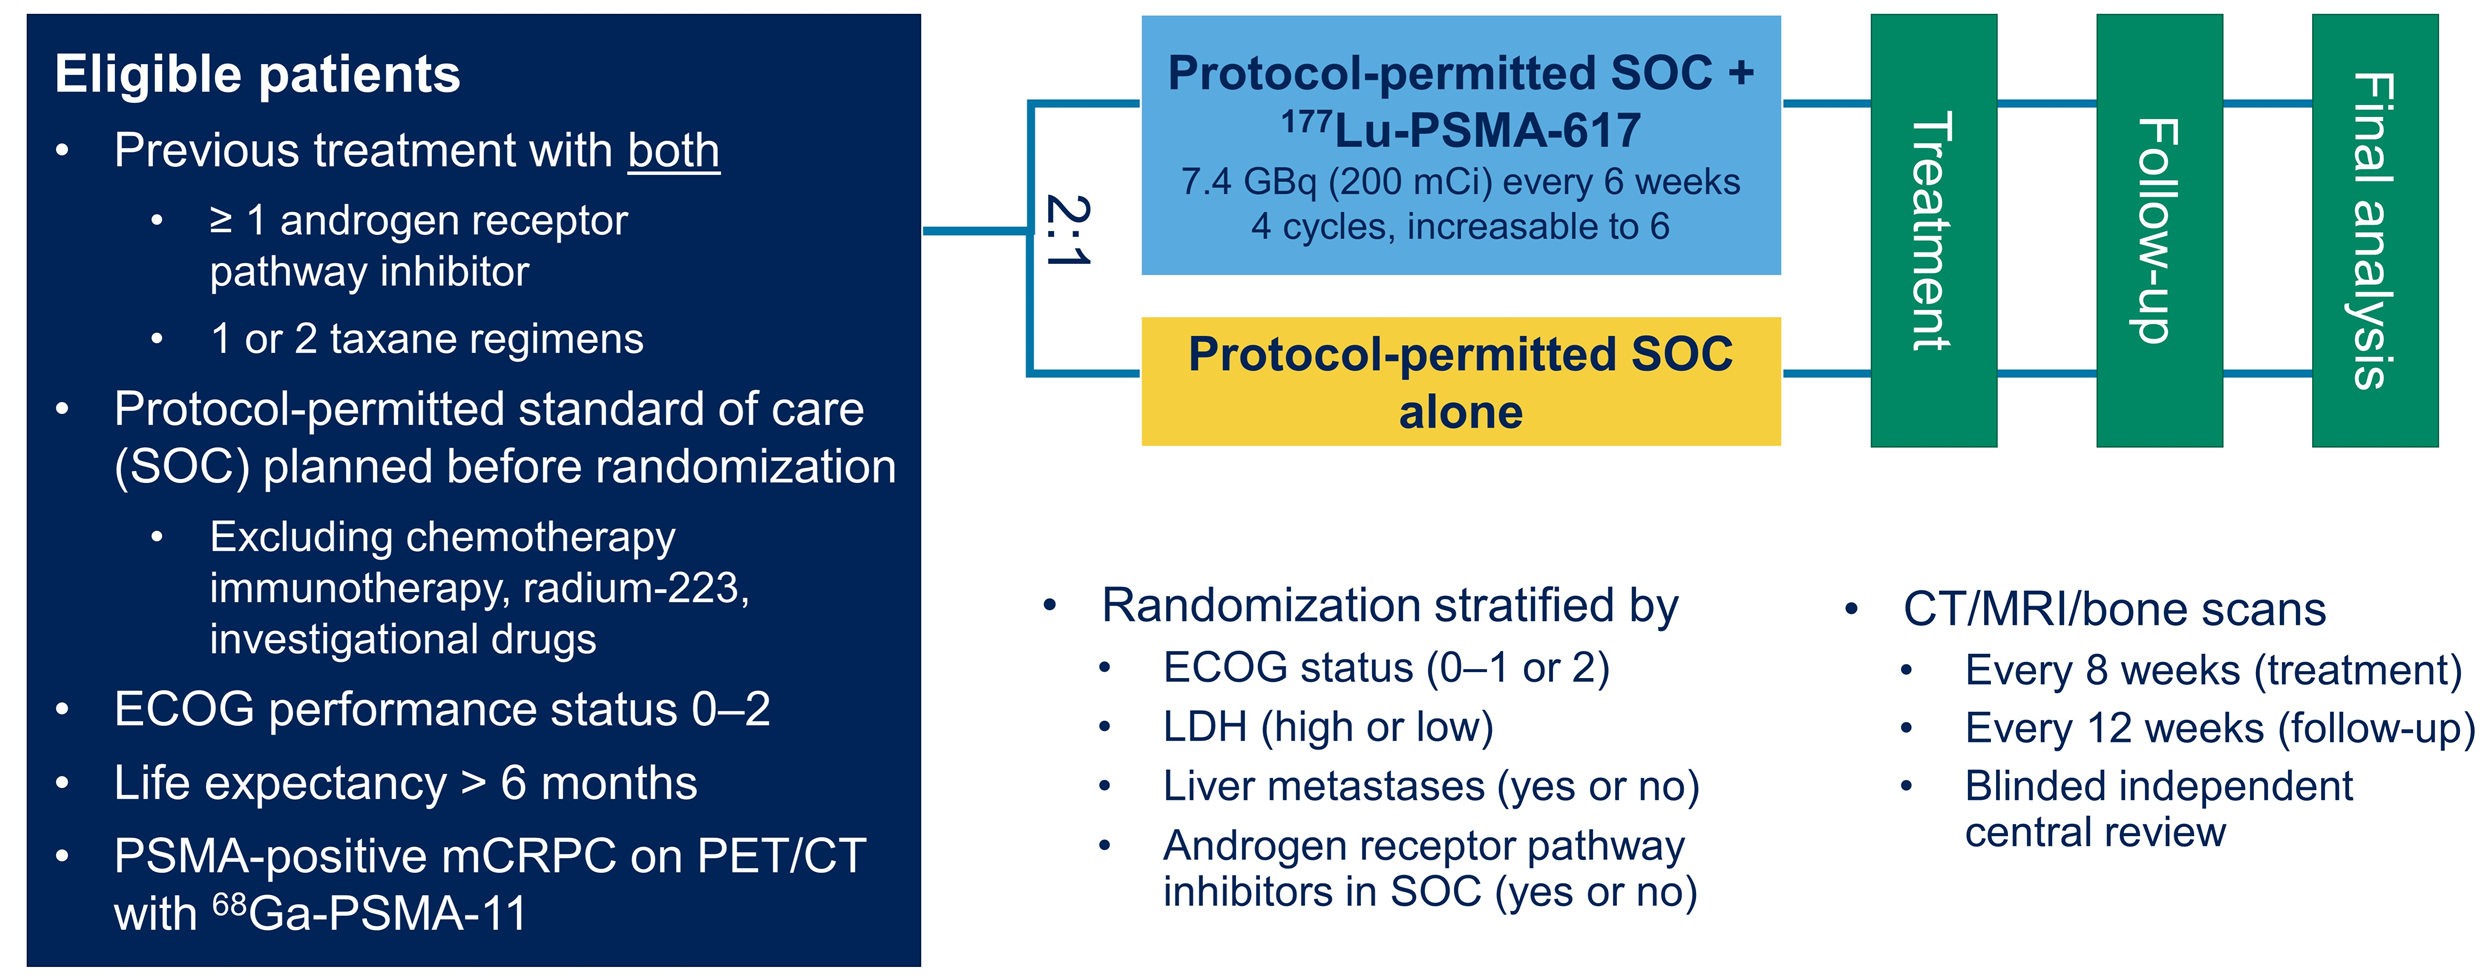 Eligible patients
• Previous treatment with both
• ≥ 1 androgen receptor
pathway inhibitor
• 1 or 2 taxane regimens
• Protocol-permitted standard of care
(SOC) planned before randomization
• Excluding chemotherapy
immunotherapy, radium-223,
investigational drugs
• ECOG performance status 0–2
• Life expectancy > 6 months
• PSMA-positive mCRPC on PET/CT
with ⁶⁸Ga-PSMA-11
2:1
Protocol-permitted SOC +
¹⁷⁷Lu-PSMA-617
7.4 GBq (200 mCi) every 6 weeks
4 cycles, increasable to 6
Protocol-permitted SOC
alone
Treatment
Follow-up
Final analysis
• Randomization stratified by
• ECOG status (0–1 or 2)
• LDH (high or low)
• Liver metastases (yes or no)
• Androgen receptor pathway
inhibitors in SOC (yes or no)
• CT/MRI/bone scans
• Every 8 weeks (treatment)
• Every 12 weeks (follow-up)
• Blinded independent
central review